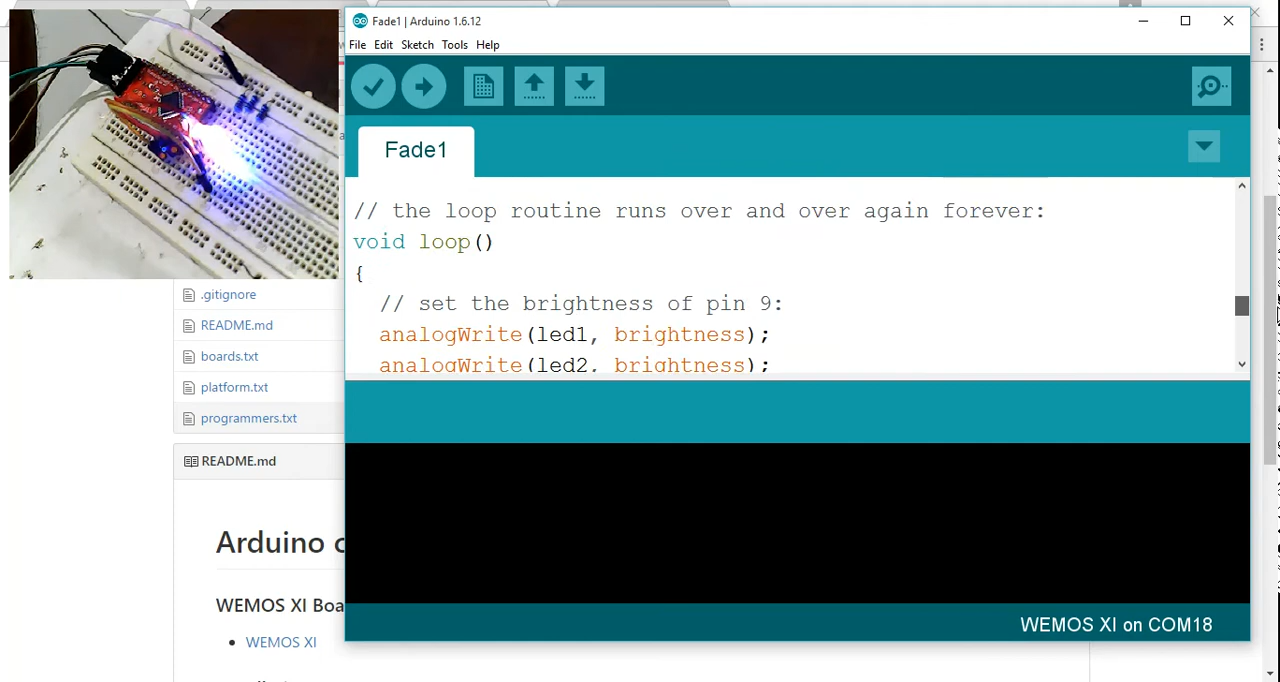 Fade1 | Arduino 1.6.12
File Edit Sketch Tools Help
Fade1
// the loop routine runs over and over again forever:
void loop()
{
// set the brightness of pin 9:
analogWrite(led1, brightness);
analogWrite(led2, brightness);
WEMOS XI on COM18
.gitignore
README.md
boards.txt
platform.txt
programmers.txt
README.md
Arduino c
WEMOS XI Boa
WEMOS XI